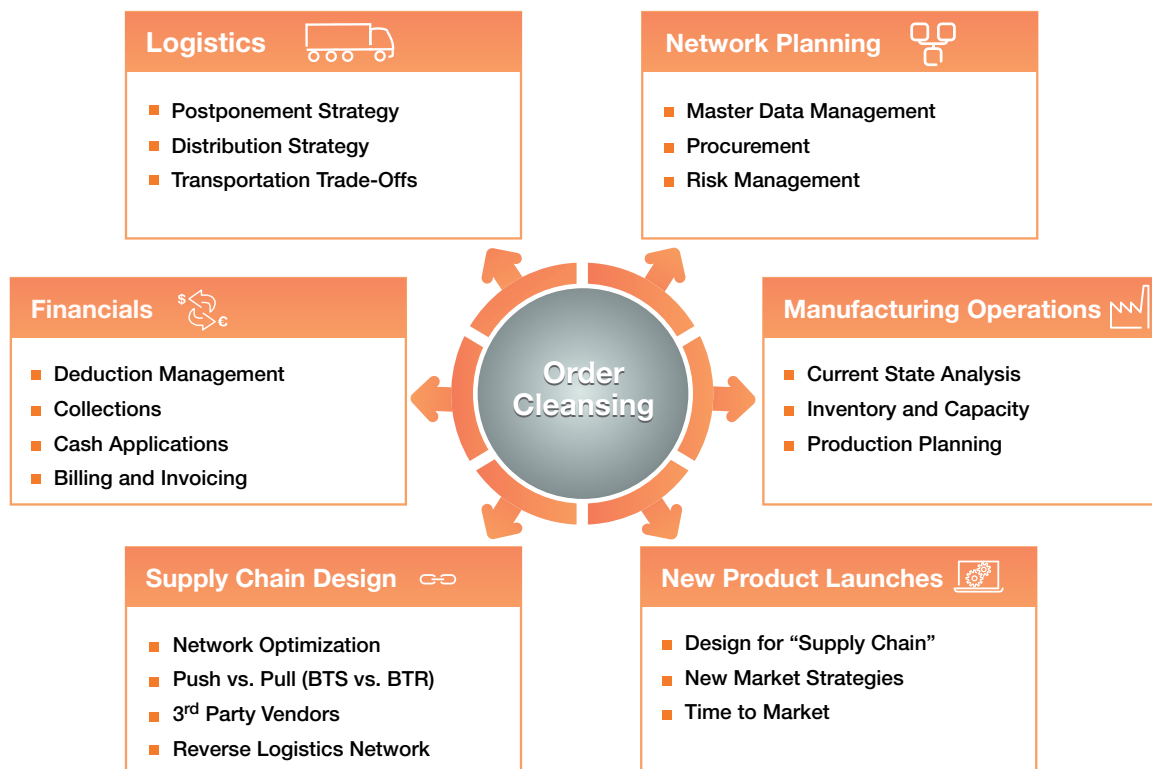 Logistics
Postponement Strategy
Distribution Strategy
Transportation Trade-Offs
Network Planning
Master Data Management
Procurement
Risk Management
Financials
$
€
Deduction Management
Collections
Cash Applications
Billing and Invoicing
Order
Cleansing
Manufacturing Operations
Current State Analysis
Inventory and Capacity
Production Planning
Supply Chain Design
Network Optimization
Push vs. Pull (BTS vs. BTR)
3rd Party Vendors
Reverse Logistics Network
New Product Launches
Design for “Supply Chain”
New Market Strategies
Time to Market